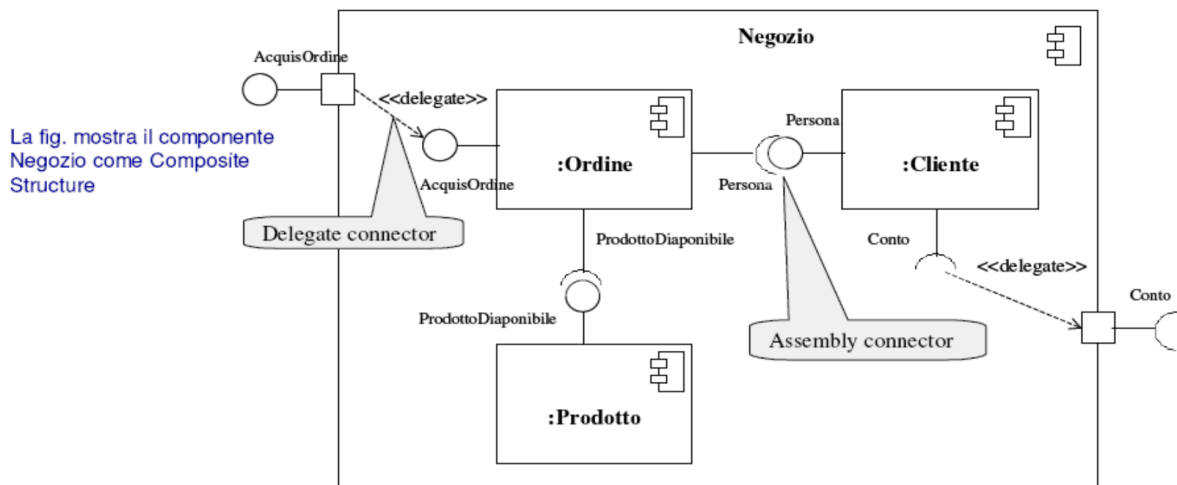 Negozio
AcquisOrdine
<<delegate>>
La fig. mostra il componente
Negozio come Composite
Structure
:Ordine
Persona
:Cliente
AcquisOrdine
Persona
Delegate connector
ProdottoDiaponibile
Conto
<<delegate>>
Conto
ProdottoDiaponibile
Assembly connector
:Prodotto